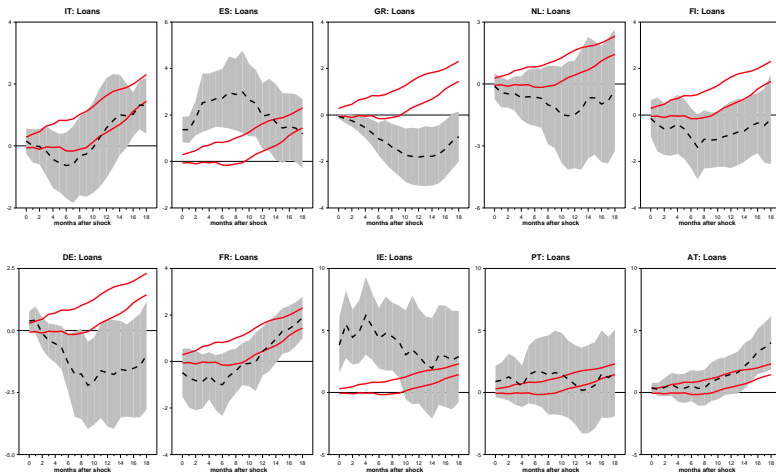 IT: Loans
4
2
0
-2
0 2 4 6 8 10 12 14 16 18
months after shock
ES: Loans
6
4
2
0
-2
0 2 4 6 8 10 12 14 16 18
months after shock
GR: Loans
4
2
0
-2
-4
0 2 4 6 8 10 12 14 16 18
months after shock
NL: Loans
3
0
-3
-6
0 2 4 6 8 10 12 14 16 18
months after shock
FI: Loans
4
2
0
-2
-4
0 2 4 6 8 10 12 14 16 18
months after shock
DE: Loans
2.5
0.0
-2.5
-5.0
0 2 4 6 8 10 12 14 16 18
months after shock
FR: Loans
4
2
0
-2
-4
0 2 4 6 8 10 12 14 16 18
months after shock
IE: Loans
10
5
0
-5
0 2 4 6 8 10 12 14 16 18
months after shock
PT: Loans
10
5
0
-5
0 2 4 6 8 10 12 14 16 18
months after shock
AT: Loans
10
5
0
-5
0 2 4 6 8 10 12 14 16 18
months after shock